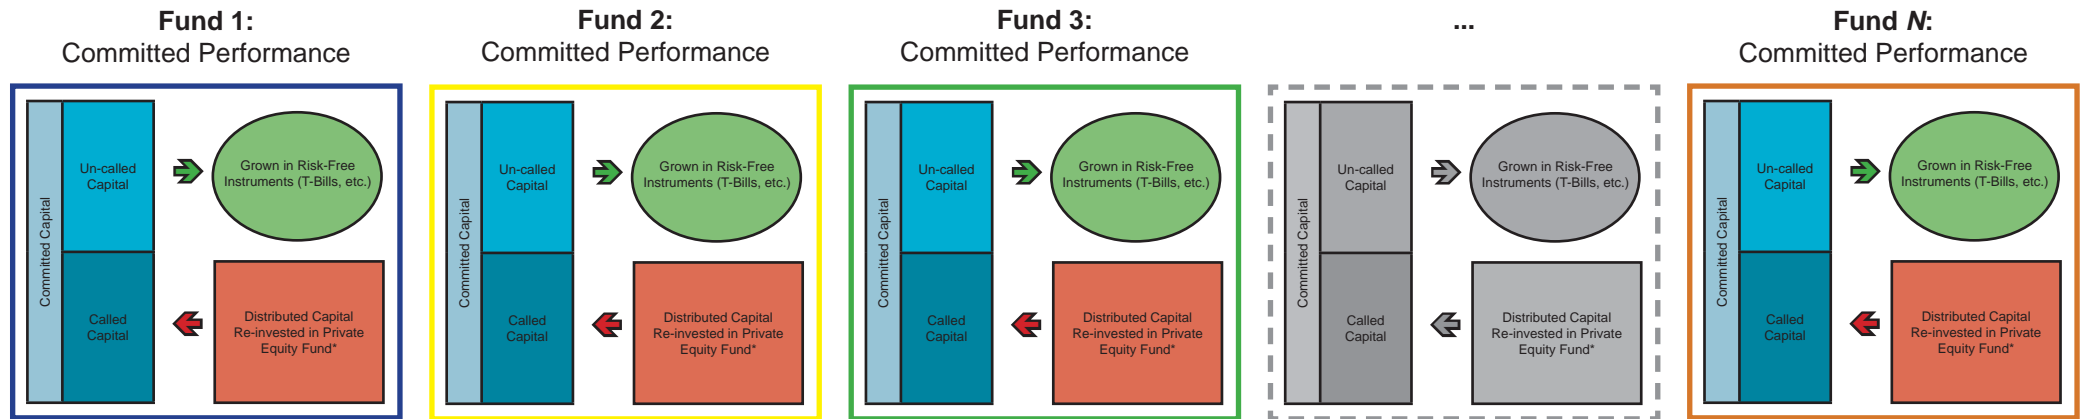 Fund 1:
Committed Performance
Committed Capital
Un-called
Capital
Grown in Risk-Free
Instruments (T-Bills, etc.)
Called
Capital
Distributed Capital
Re-invested in Private
Equity Fund*
Fund 2:
Committed Performance
Committed Capital
Un-called
Capital
Grown in Risk-Free
Instruments (T-Bills, etc.)
Called
Capital
Distributed Capital
Re-invested in Private
Equity Fund*
Fund 3:
Committed Performance
Committed Capital
Un-called
Capital
Grown in Risk-Free
Instruments (T-Bills, etc.)
Called
Capital
Distributed Capital
Re-invested in Private
Equity Fund*
...
Committed Capital
Un-called
Capital
Grown in Risk-Free
Instruments (T-Bills, etc.)
Called
Capital
Distributed Capital
Re-invested in Private
Equity Fund*
Fund N:
Committed Performance
Committed Capital
Un-called
Capital
Grown in Risk-Free
Instruments (T-Bills, etc.)
Called
Capital
Distributed Capital
Re-invested in Private
Equity Fund*